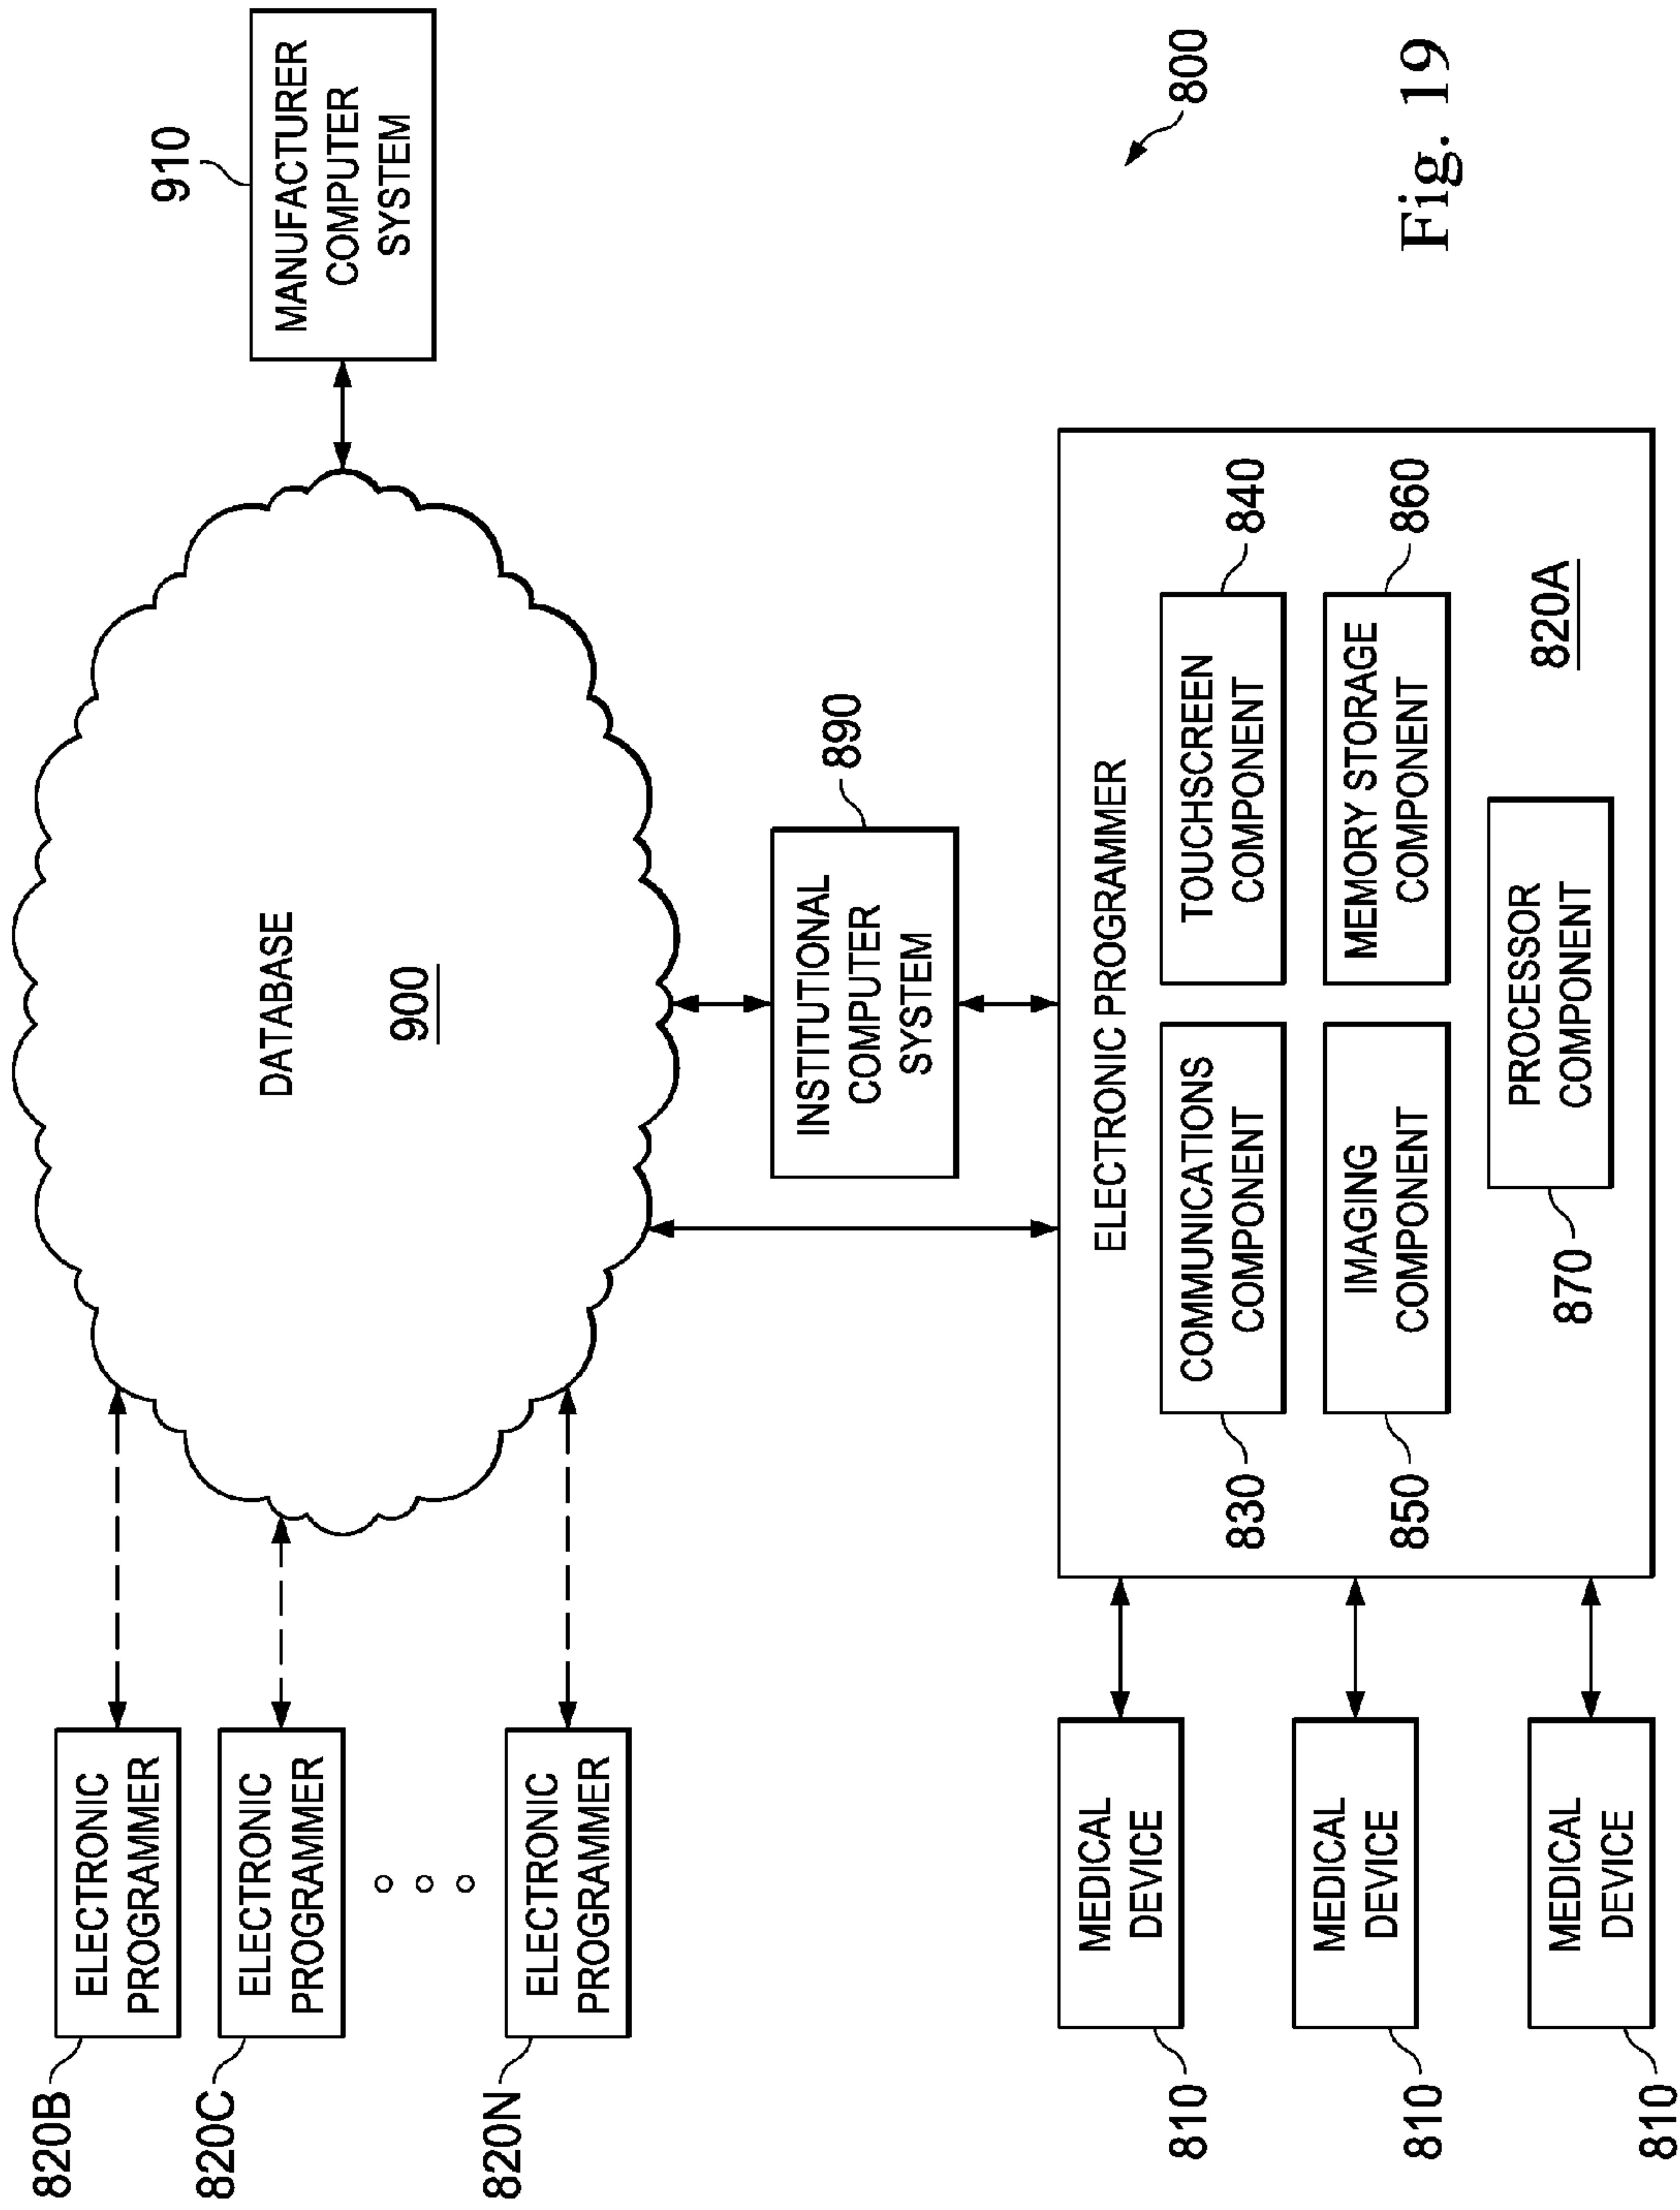 820B
ELECTRONIC
PROGRAMMER
820C
ELECTRONIC
PROGRAMMER
820N
ELECTRONIC
PROGRAMMER
DATABASE
900
910
MANUFACTURER
COMPUTER
SYSTEM
INSTITUTIONAL
COMPUTER
SYSTEM
890
810
MEDICAL
DEVICE
810
MEDICAL
DEVICE
810
MEDICAL
DEVICE
ELECTRONIC PROGRAMMER
830
COMMUNICATIONS
COMPONENT
TOUCHSCREEN
COMPONENT
840
850
IMAGING
COMPONENT
MEMORY STORAGE
COMPONENT
860
870
PROCESSOR
COMPONENT
820A
800
Fig. 19